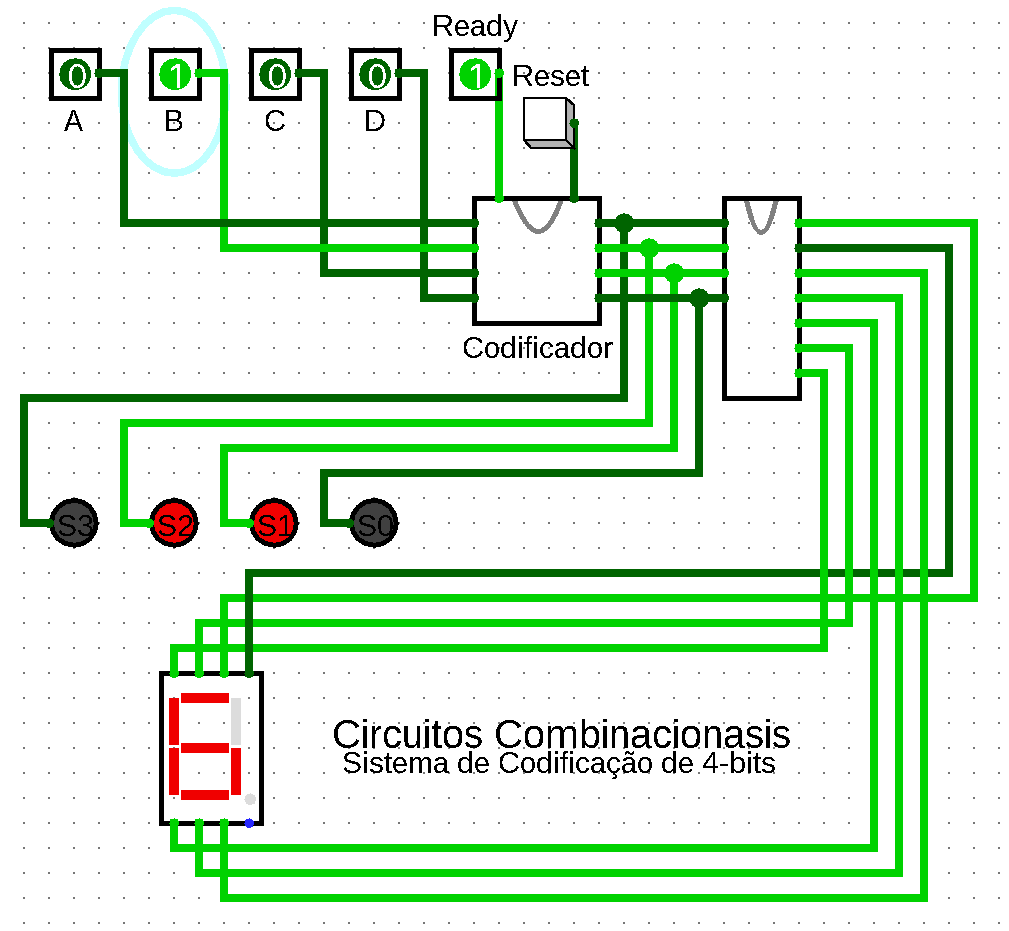 Ready
0 1 0 0 1
Reset
A B C D
Codificador
S3 S2 S1 S0
Circuitos Combinacionasis
Sistema de Codificação de 4-bits
6